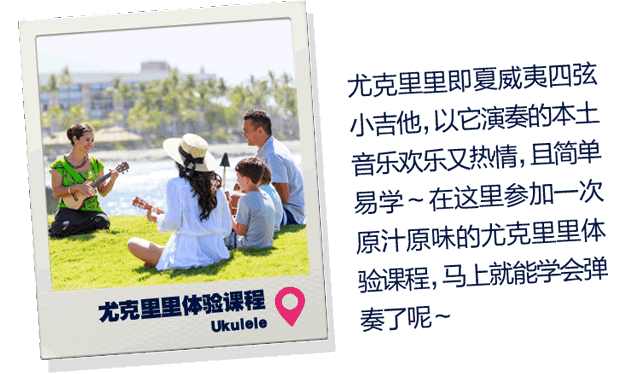 尤克里里体验课程
Ukulele
尤克里里即夏威夷四弦
小吉他，以它演奏的本土
音乐欢乐又热情，且简单
易学～在这里参加一次
原汁原味的尤克里里体
验课程，马上就能学会弹
奏了呢～